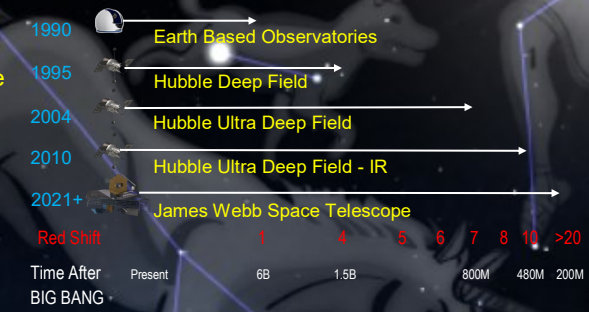 1990
Earth Based Observatories
1995
Hubble Deep Field
2004
Hubble Ultra Deep Field
2010
Hubble Ultra Deep Field - IR
2021+
James Webb Space Telescope
Red Shift 1 4 5 6 7 8 10 >20
Time After Present 6B 1.5B 800M 480M 200M
BIG BANG